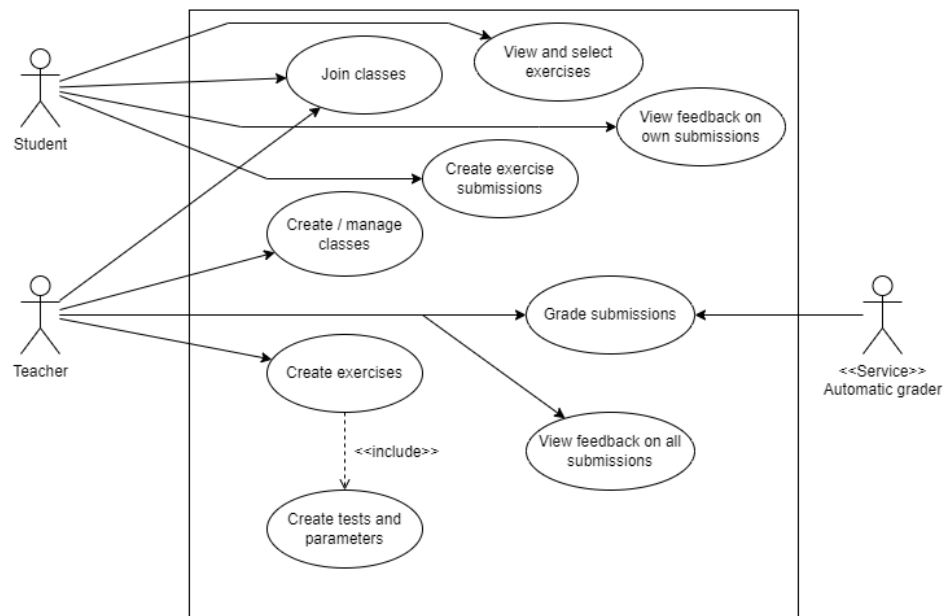 View and select
exercises
Join classes
Student
View feedback on
own submissions
Create exercise
submissions
Create / manage
classes
Teacher
Grade submissions
<<Service>>
Automatic grader
Create exercises
<<include>>
View feedback on all
submissions
Create tests and
parameters